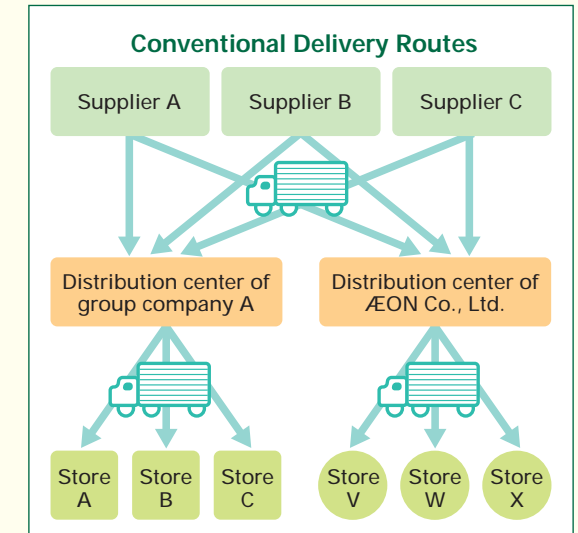 Conventional Delivery Routes
Supplier A
Supplier B
Supplier C
Distribution center of
group company A
Distribution center of
ÆON Co., Ltd.
Store
A
Store
B
Store
C
Store
V
Store
W
Store
X